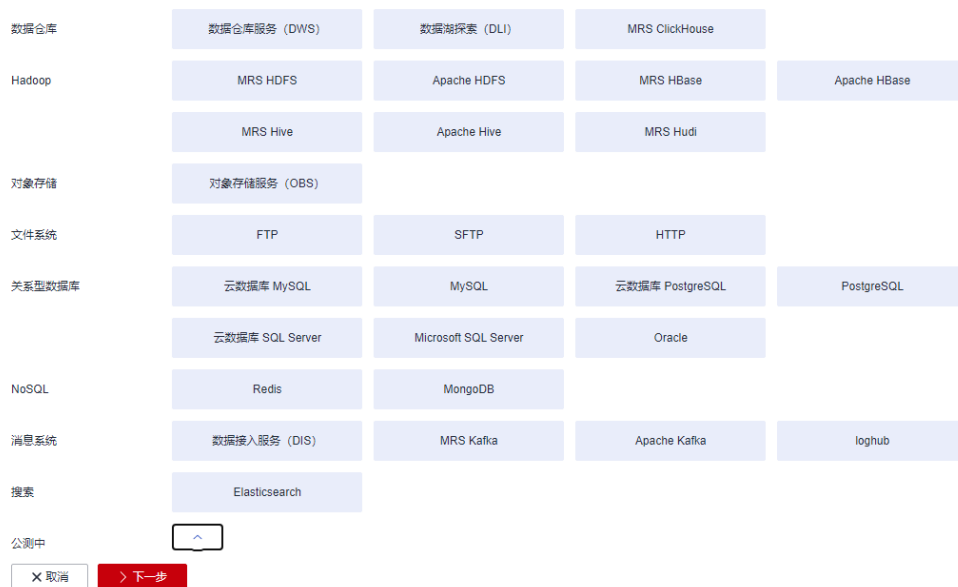 数据仓库 数据仓库服务（DWS） 数据湖探索（DLI） MRS ClickHouse
Hadoop MRS HDFS Apache HDFS MRS HBase Apache HBase
MRS Hive Apache Hive MRS Hudi
对象存储 对象存储服务（OBS）
文件系统 FTP SFTP HTTP
关系型数据库 云数据库 MySQL MySQL 云数据库 PostgreSQL PostgreSQL
云数据库 SQL Server Microsoft SQL Server Oracle
NoSQL Redis MongoDB
消息系统 数据接入服务（DIS） MRS Kafka Apache Kafka loghub
搜索 Elasticsearch
公测中
取消 下一步